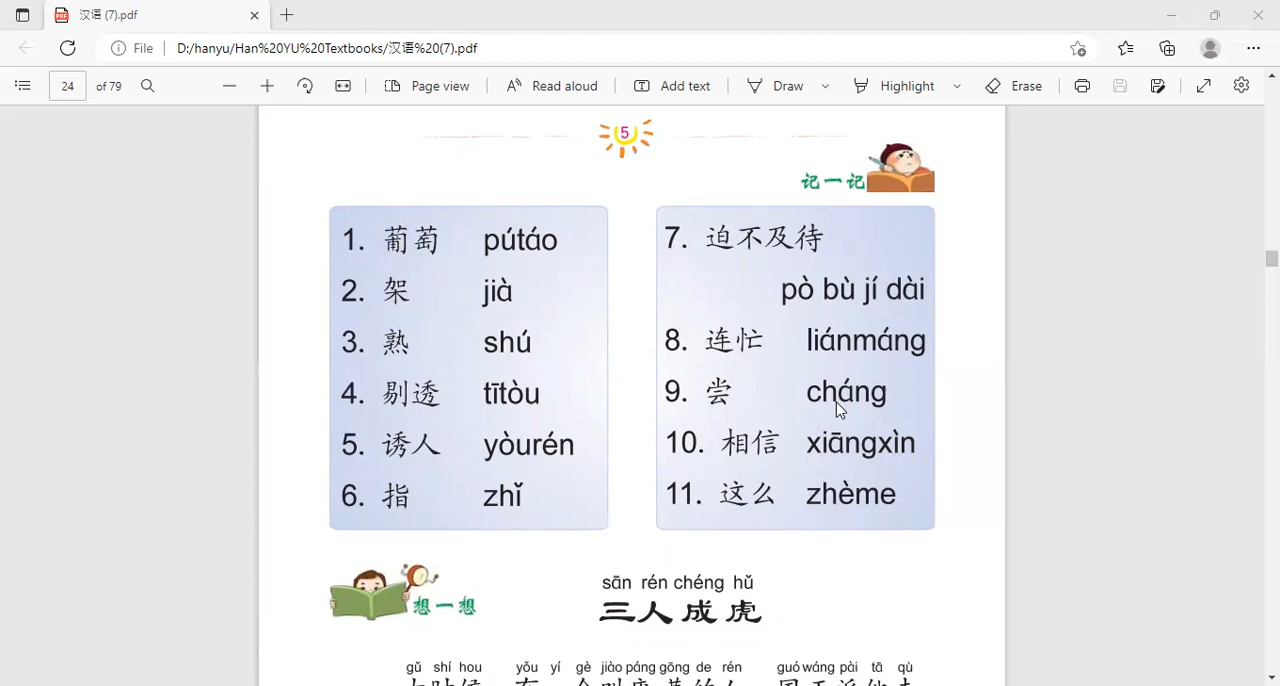 汉语 (7).pdf
File
D:/hanyu/Han%20YU%20Textbooks/汉语%20(7).pdf
24 of 79
Page view
Read aloud
Add text
Draw
Highlight
Erase
5
记一记
1. 葡萄 pútáo
2. 架 jià
3. 熟 shú
4. 剔透 tītòu
5. 诱人 yòurén
6. 指 zhǐ
7. 迫不及待
pò bù jí dài
8. 连忙 liánmáng
9. 尝 cháng
10. 相信 xiāngxìn
11. 这么 zhème
想一想
sān rén chéng hǔ
三人成虎
gǔ shí hou yǒu yí gè jiào páng gōng de rén guó wáng pài tā qù